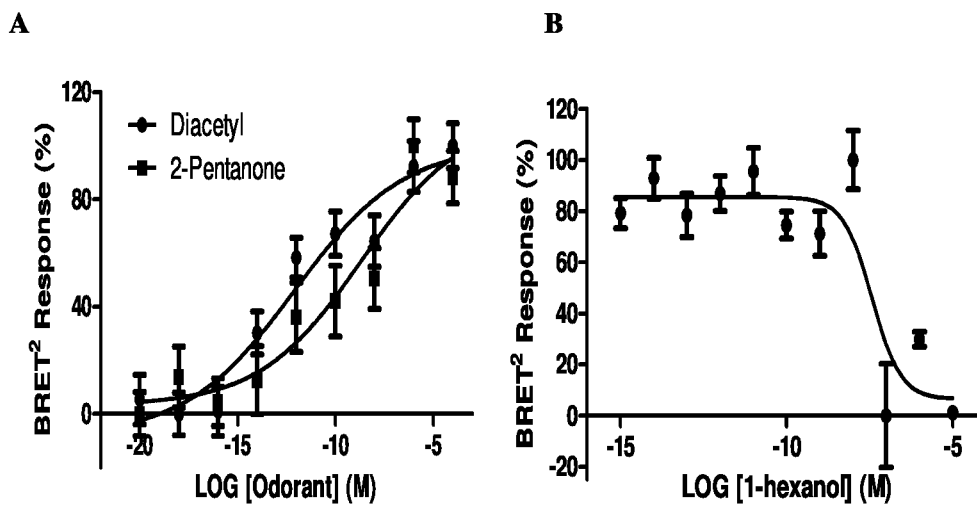 A
BRET² Response (%)
120
80
40
0
Diacetyl
2-Pentanone
-20
-15
-10
-5
LOG [Odorant] (M)
B
BRET² Response (%)
120
100
80
60
40
20
0
-20
-15
-10
-5
LOG [1-hexanol] (M)